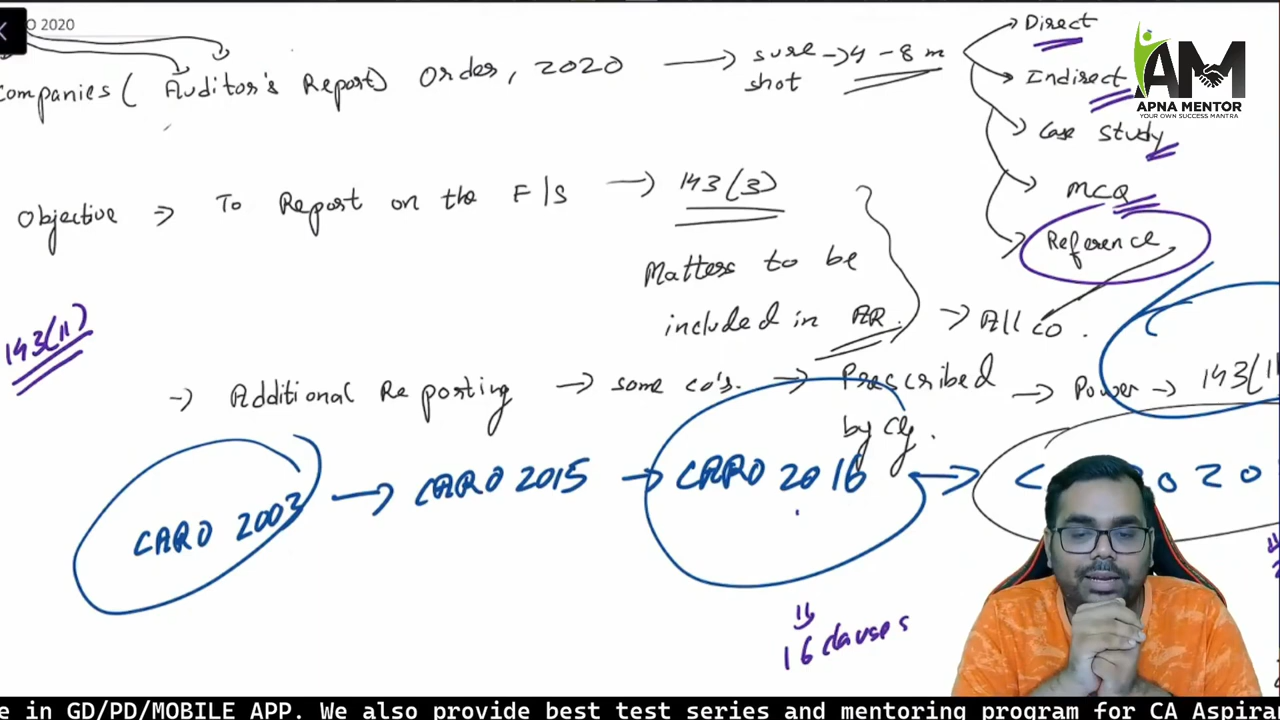 O 2020
ompanies ( Auditor's Report) Order, 2020 → sure shot → 4 - 8 m
Direct
Indirect
Case Study
MCQ
Reference
AM
APNA MENTOR
YOUR OWN SUCCESS MANTRA
Objective ⇒ To Report on the F/S → 143(3)
Matters to be
included in AR. → All co.
143(11)
→ Additional Reporting → some co's. → Prescribed → Power → 143(11
by CG.
CARO 2003 → CARO 2015 → CARO 2016 → C 020
16 clauses
e in GD/PD/MOBILE APP. We also provide best test series and mentoring program for CA Aspira